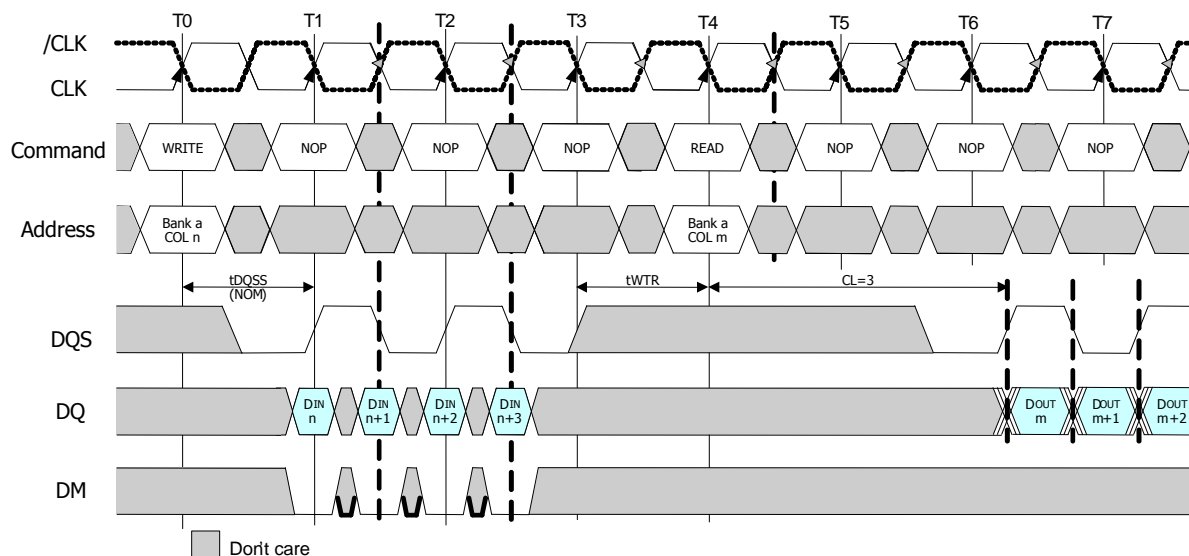 T0 T1 T2 T3 T4 T5 T6 T7
/CLK
CLK
Command WRITE NOP NOP NOP READ NOP NOP NOP
Address Bank a Bank a
COL n COL m
tDQSS tWTR CL=3
(NOM)
DQS
DQ DIN DIN DIN DIN DOUT DOUT DOUT
n n+1 n+2 n+3 m m+1 m+2
DM
Don't care